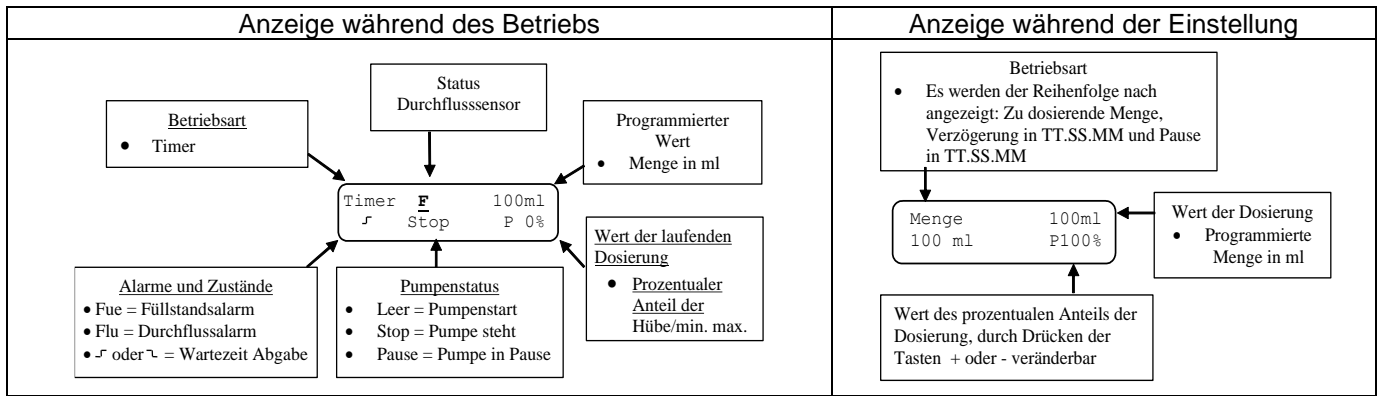 Anzeige während des Betriebs
Status
Durchflusssensor
Betriebsart
• Timer
Programmierter
Wert
• Menge in ml
Timer F 100ml
⌐ Stop P 0%
Wert der laufenden
Dosierung
• Prozentualer
Anteil der
Hübe/min. max.
Alarme und Zustände
• Fue = Füllstandsalarm
• Flu = Durchflussalarm
• oder = Wartezeit Abgabe
Pumpenstatus
• Leer = Pumpenstart
• Stop = Pumpe steht
• Pause = Pumpe in Pause
Anzeige während der Einstellung
Betriebsart
• Es werden der Reihenfolge nach
angezeigt: Zu dosierende Menge,
Verzögerung in TT.SS.MM und Pause
in TT.SS.MM
Menge 100ml
100 ml P100%
Wert der Dosierung
• Programmierte
Menge in ml
Wert des prozentualen Anteils der
Dosierung, durch Drücken der
Tasten + oder - veränderbar